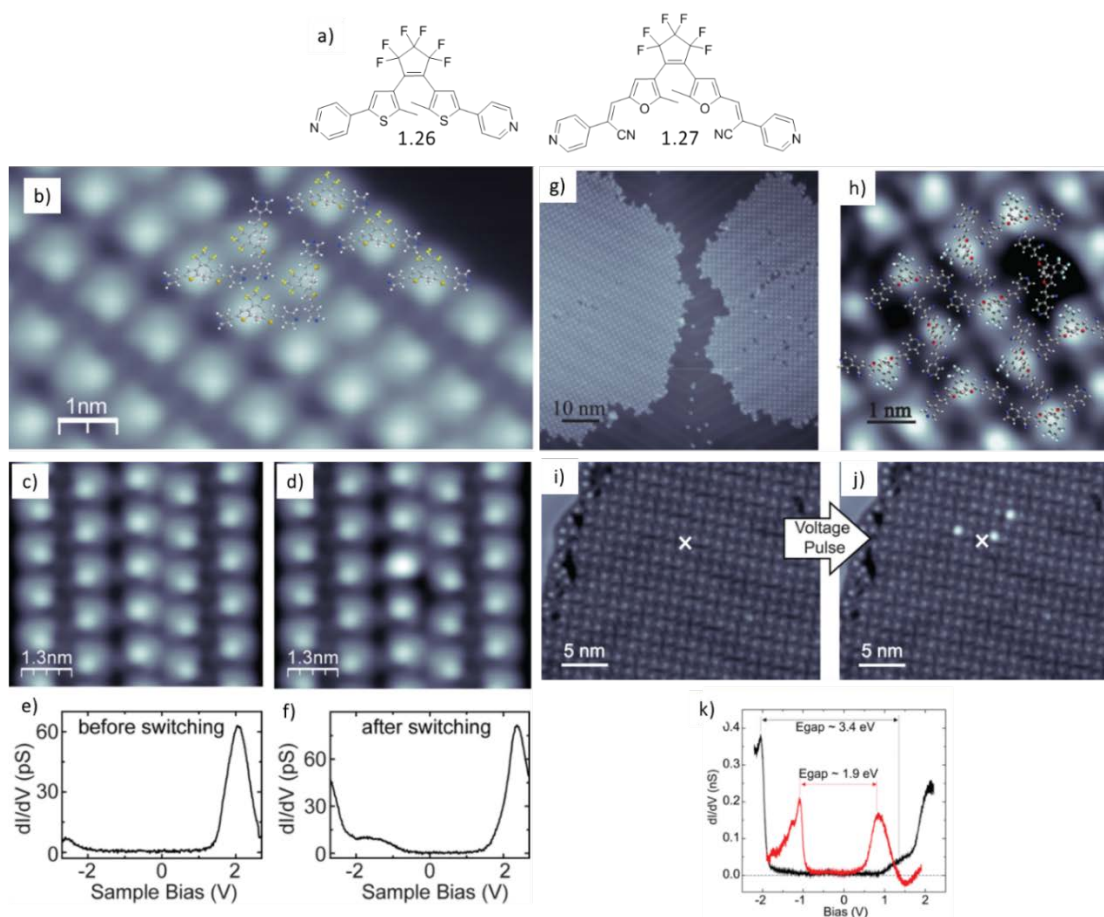 a)
F F F F F F
F F F F F F
N S S N
N O O N
CN NC
1.26 1.27
b)
1nm
g)
10 nm
h)
1 nm
c)
1.3nm
d)
1.3nm
i)
5 nm
Voltage
Pulse
j)
5 nm
e)
before switching
dI/dV (pS)
60
30
0
-2 0 2
Sample Bias (V)
f)
after switching
dI/dV (pS)
60
30
0
-2 0 2
Sample Bias (V)
k)
Egap ~ 3.4 eV
Egap ~ 1.9 eV
dI/dV (nS)
0.4
0.3
0.2
0.1
0.0
-2 -1 0 1 2
Bias (V)